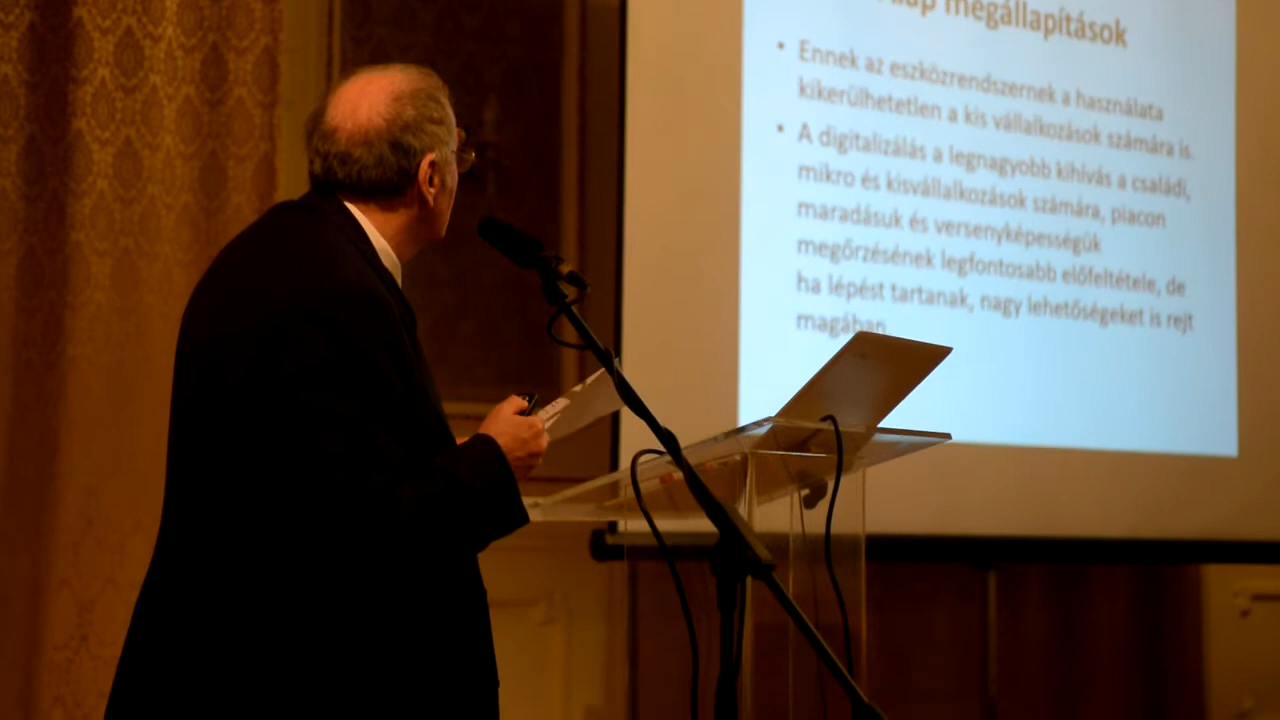 megállapítások
• Ennek az eszközrendszernek a használata
kikerülhetetlen a kis vállalkozások számára is.
• A digitalizálás a legnagyobb kihívás a családi,
mikro és kisvállalkozások számára, piacon
maradásuk és versenyképességük
megőrzésének legfontosabb előfeltétele, de
ha lépést tartanak, nagy lehetőségeket is rejt
magában